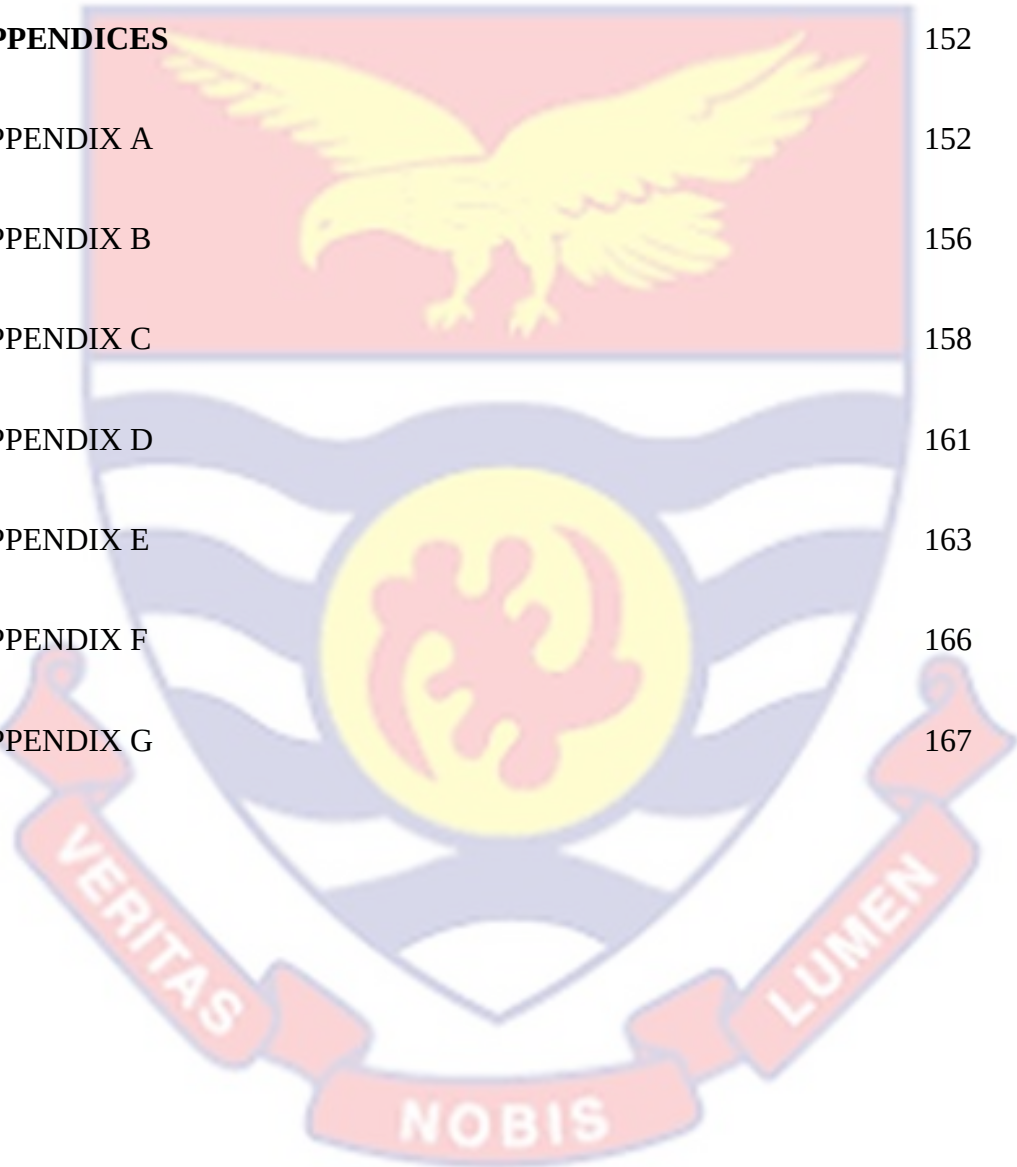 PPENDICES 152
PPENDIX A 152
PPENDIX B 156
PPENDIX C 158
PPENDIX D 161
PPENDIX E 163
PPENDIX F 166
PPENDIX G 167
VERITAS
NOBIS
LUMEN